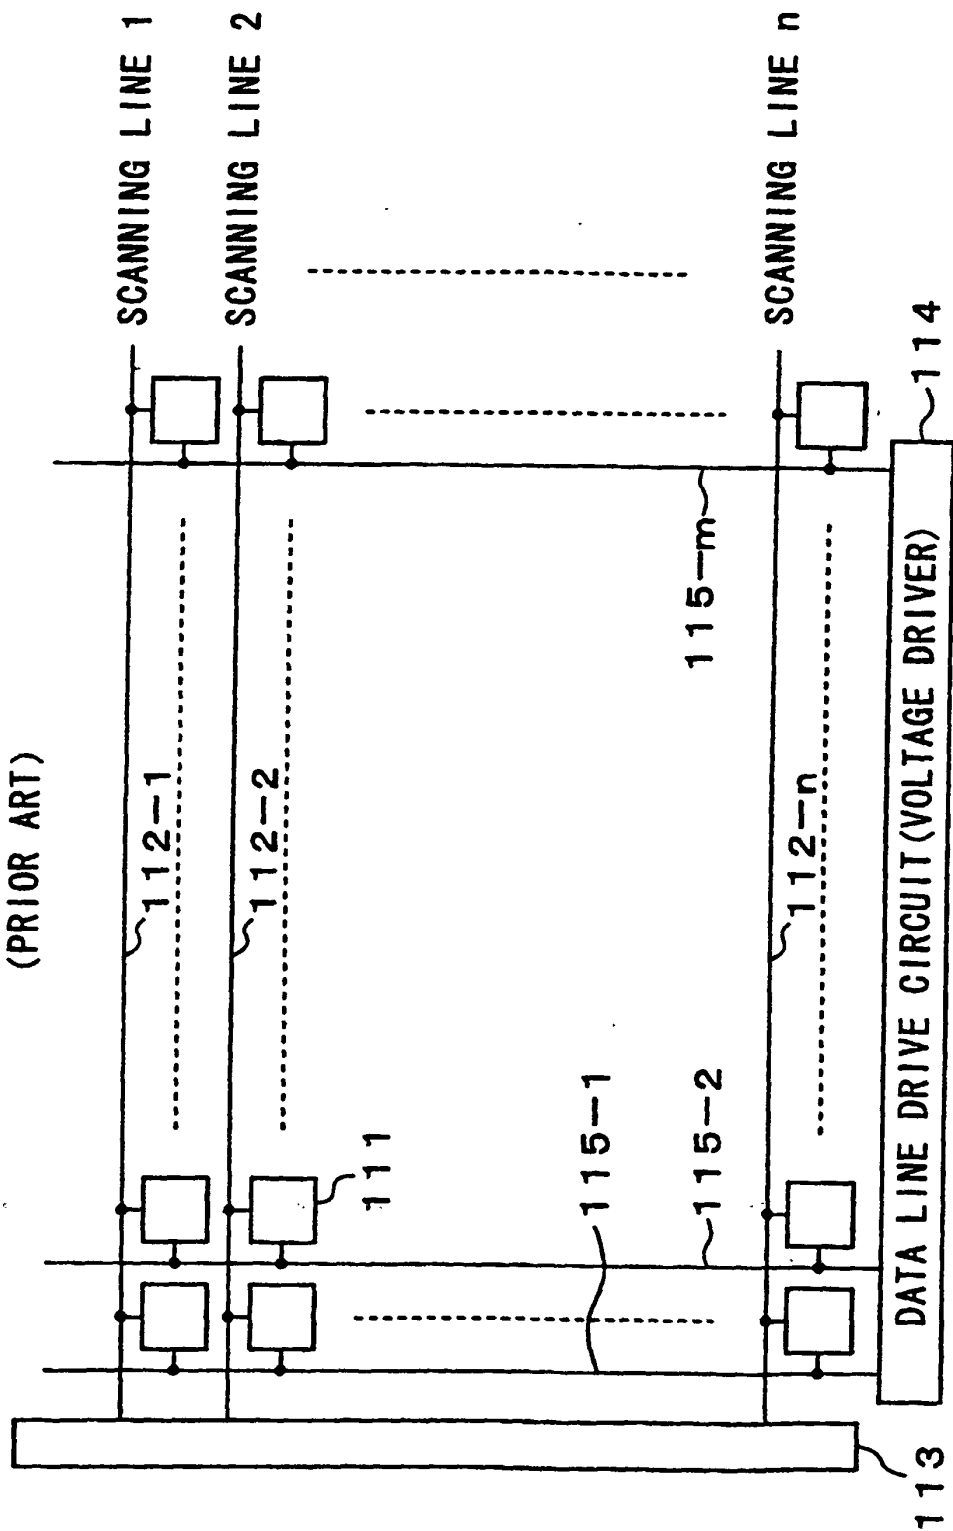 (PRIOR ART)
SCANNING LINE 1
112-1
SCANNING LINE 2
112-2
111
115-1
115-2
115-m
SCANNING LINE n
112-n
DATA LINE DRIVE CIRCUIT(VOLTAGE DRIVER)
114
113